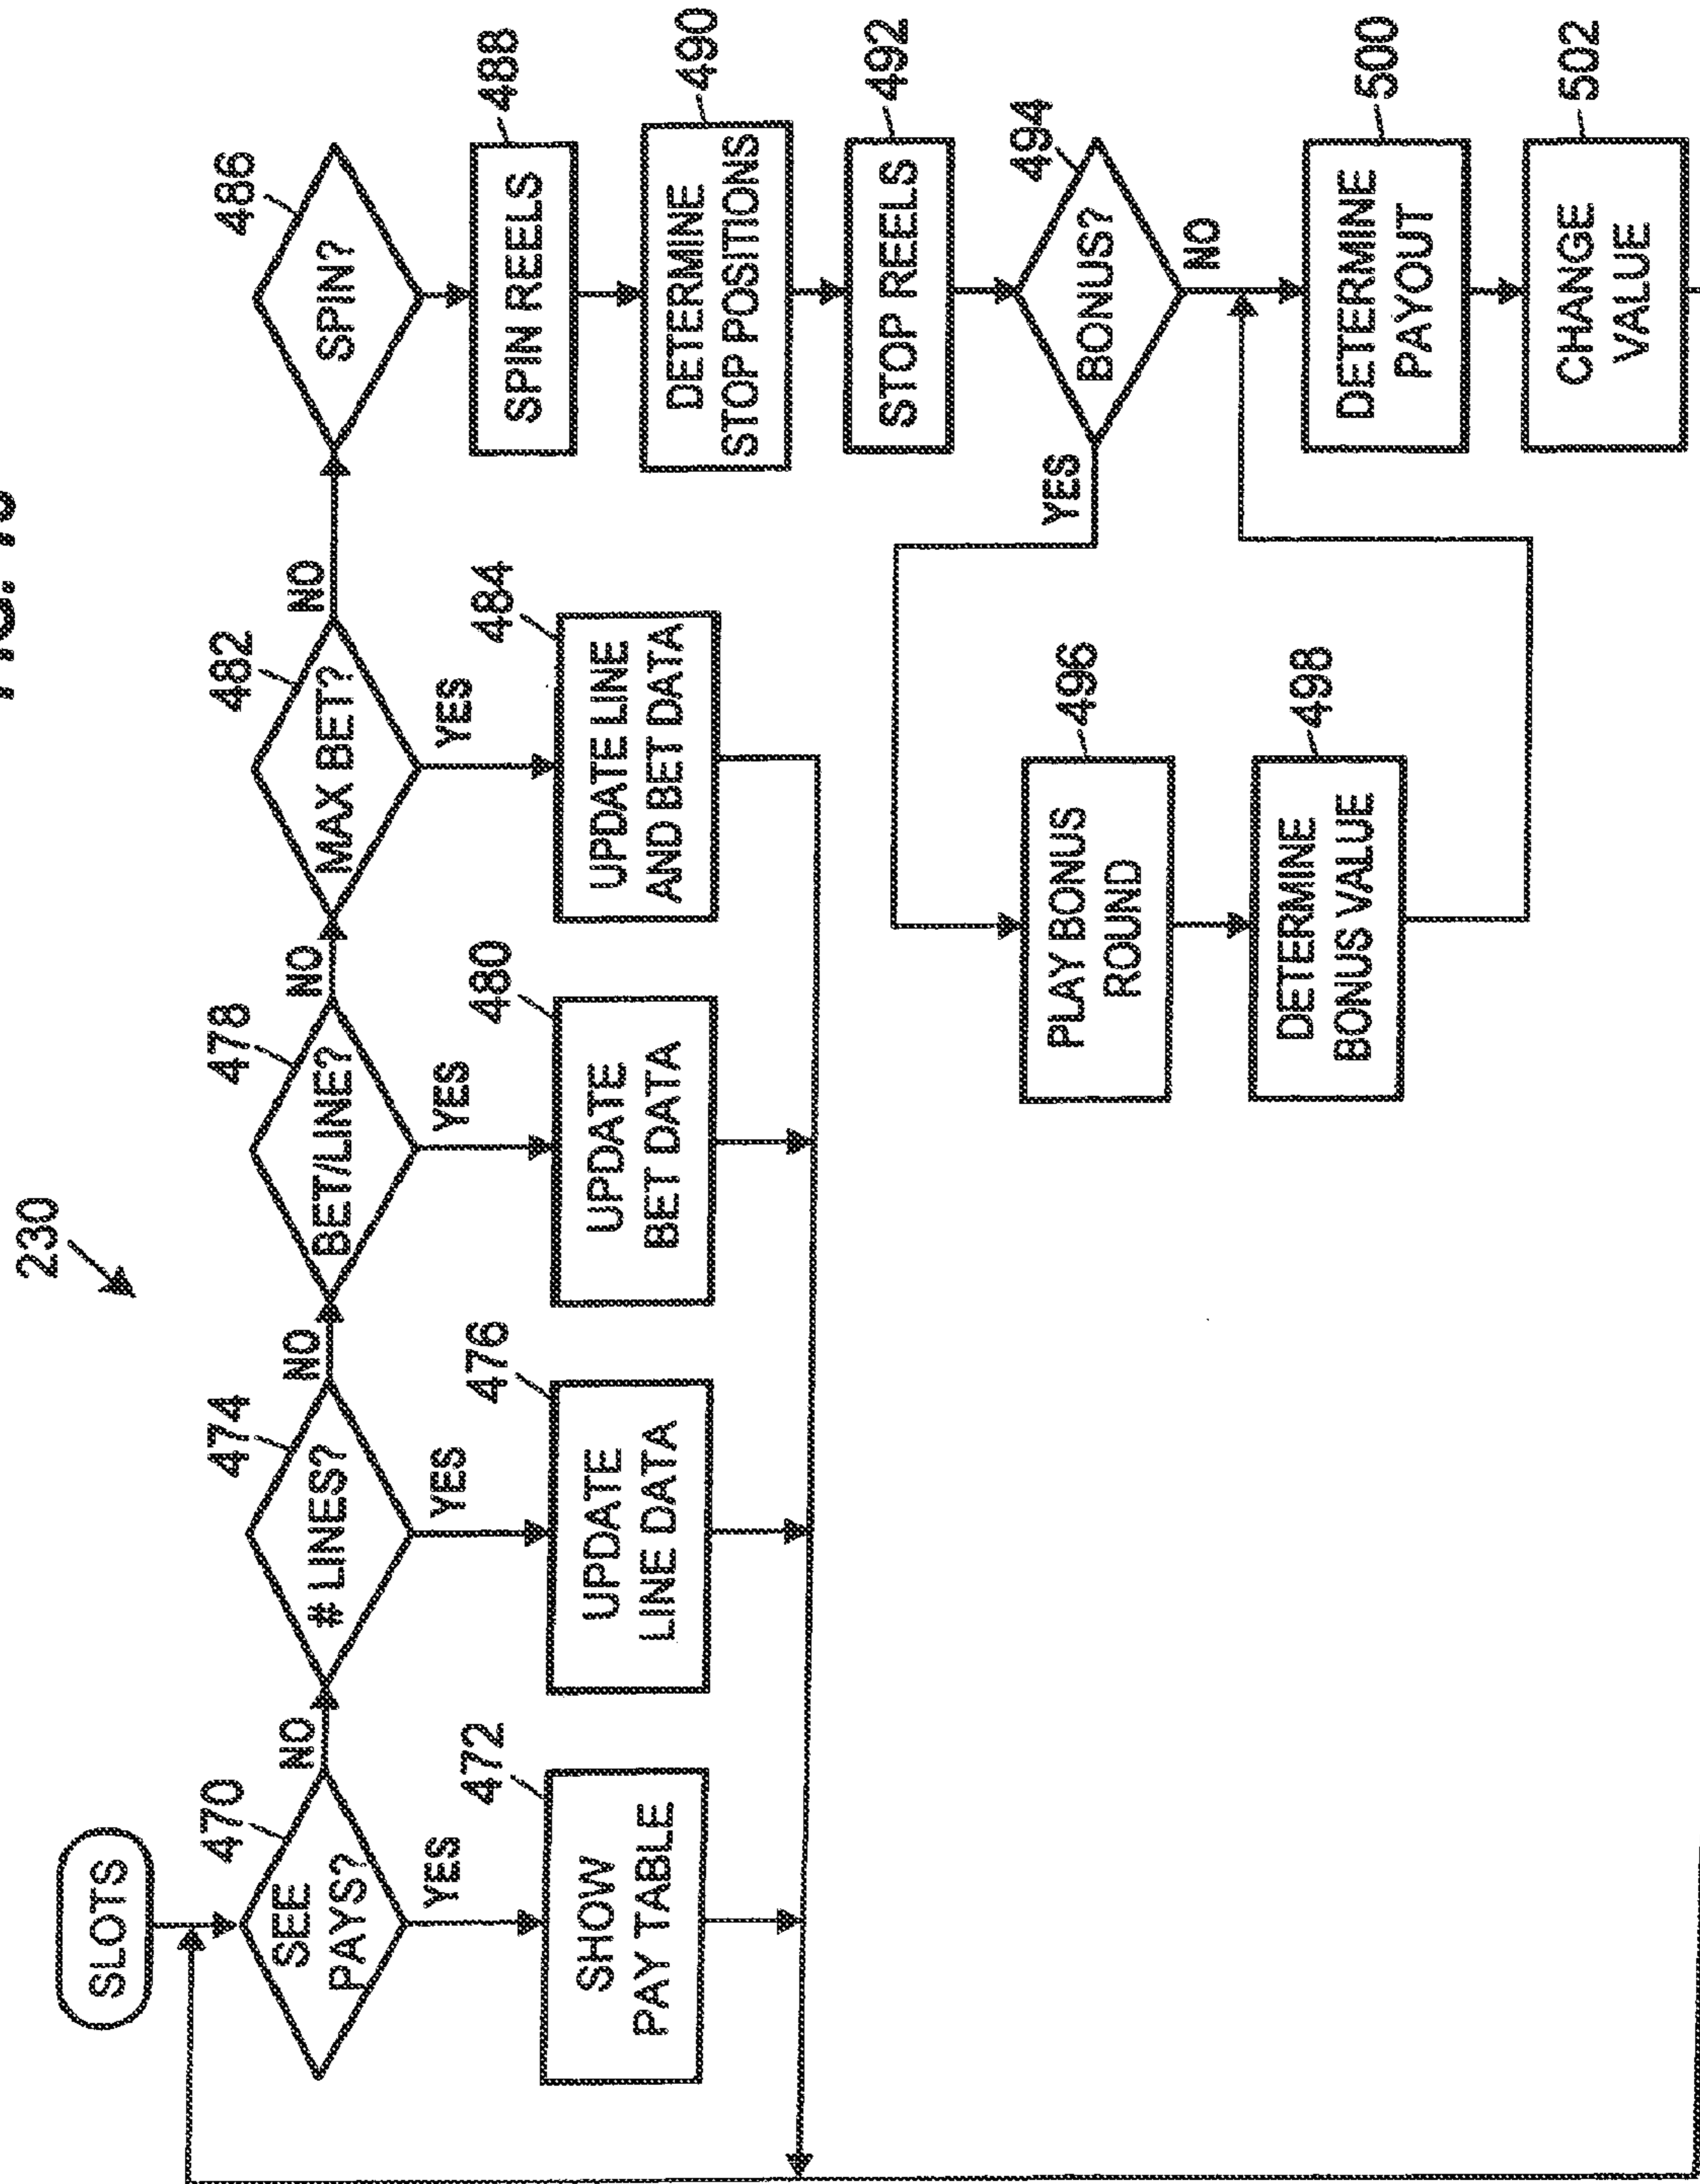 230
SLOTS
470
SEE
PAYS?
NO
YES
472
SHOW
PAY TABLE
474
# LINES?
NO
YES
476
UPDATE
LINE DATA
478
BET/LINE?
NO
YES
480
UPDATE
BET DATA
482
MAX BET?
NO
YES
484
UPDATE LINE
AND BET DATA
486
SPIN?
488
SPIN REELS
490
DETERMINE
STOP POSITIONS
492
STOP REELS
494
BONUS?
YES
NO
496
PLAY BONUS
ROUND
498
DETERMINE
BONUS VALUE
500
DETERMINE
PAYOUT
502
CHANGE
VALUE